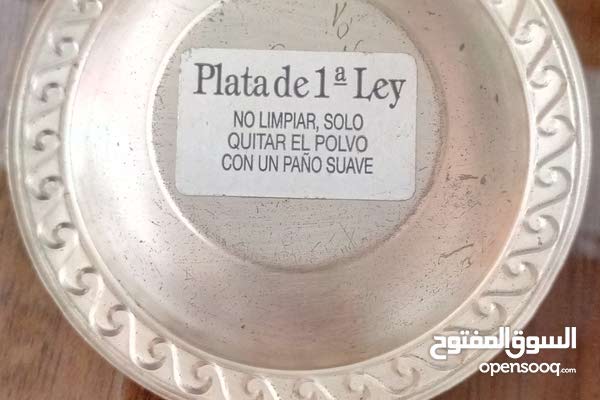 Plata de 1ª Ley
NO LIMPIAR, SOLO
QUITAR EL POLVO
CON UN PAÑO SUAVE
السوق المفتوح
opensooq.com